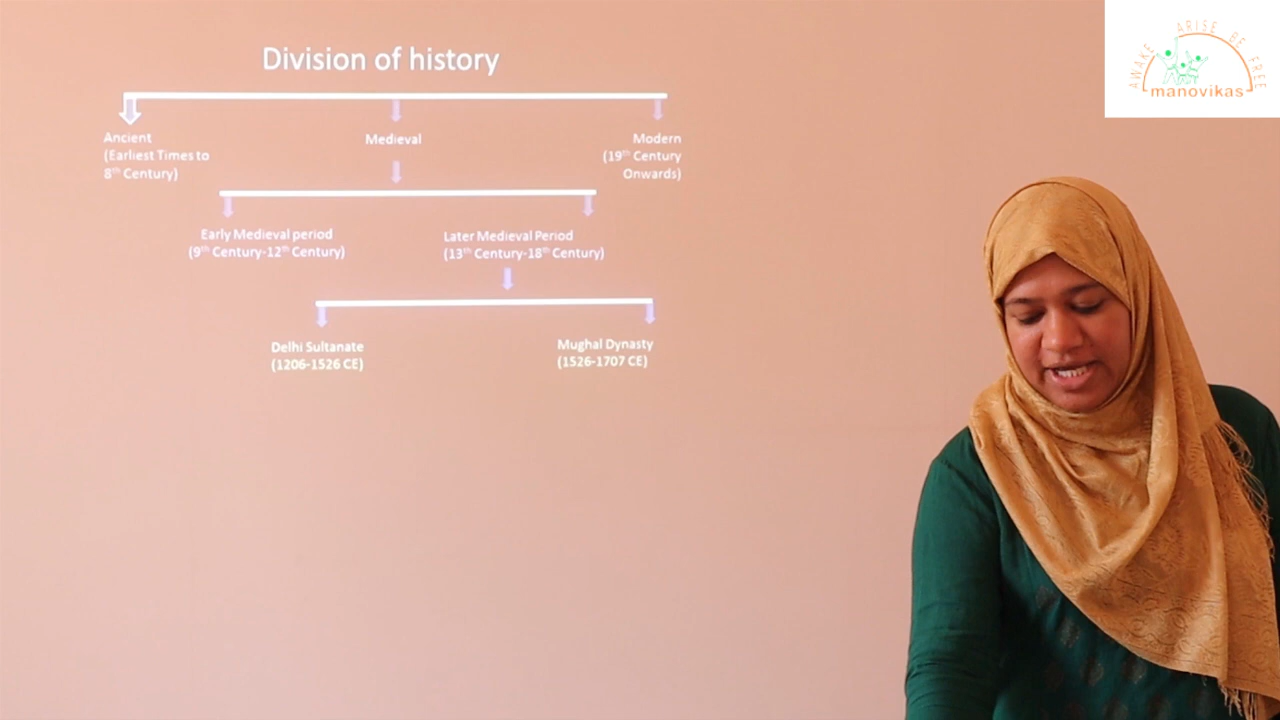 Division of history
Ancient
(Earliest Times to
8th Century)
Medieval
Modern
(19th Century
Onwards)
Early Medieval period
(9th Century-12th Century)
Later Medieval Period
(13th Century-18th Century)
Delhi Sultanate
(1206-1526 CE)
Mughal Dynasty
(1526-1707 CE)
AWAKE ARISE BE FREE
manovikas